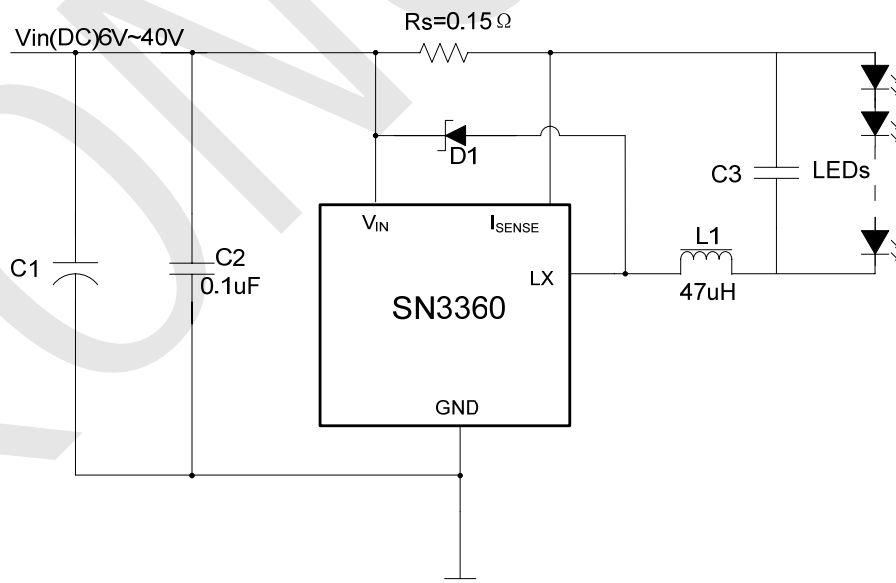 Vin(DC)6V~40V
Rs=0.15Ω
D1
C3
LEDs
VIN
ISENSE
L1
C1
C2
0.1uF
LX
47uH
SN3360
GND